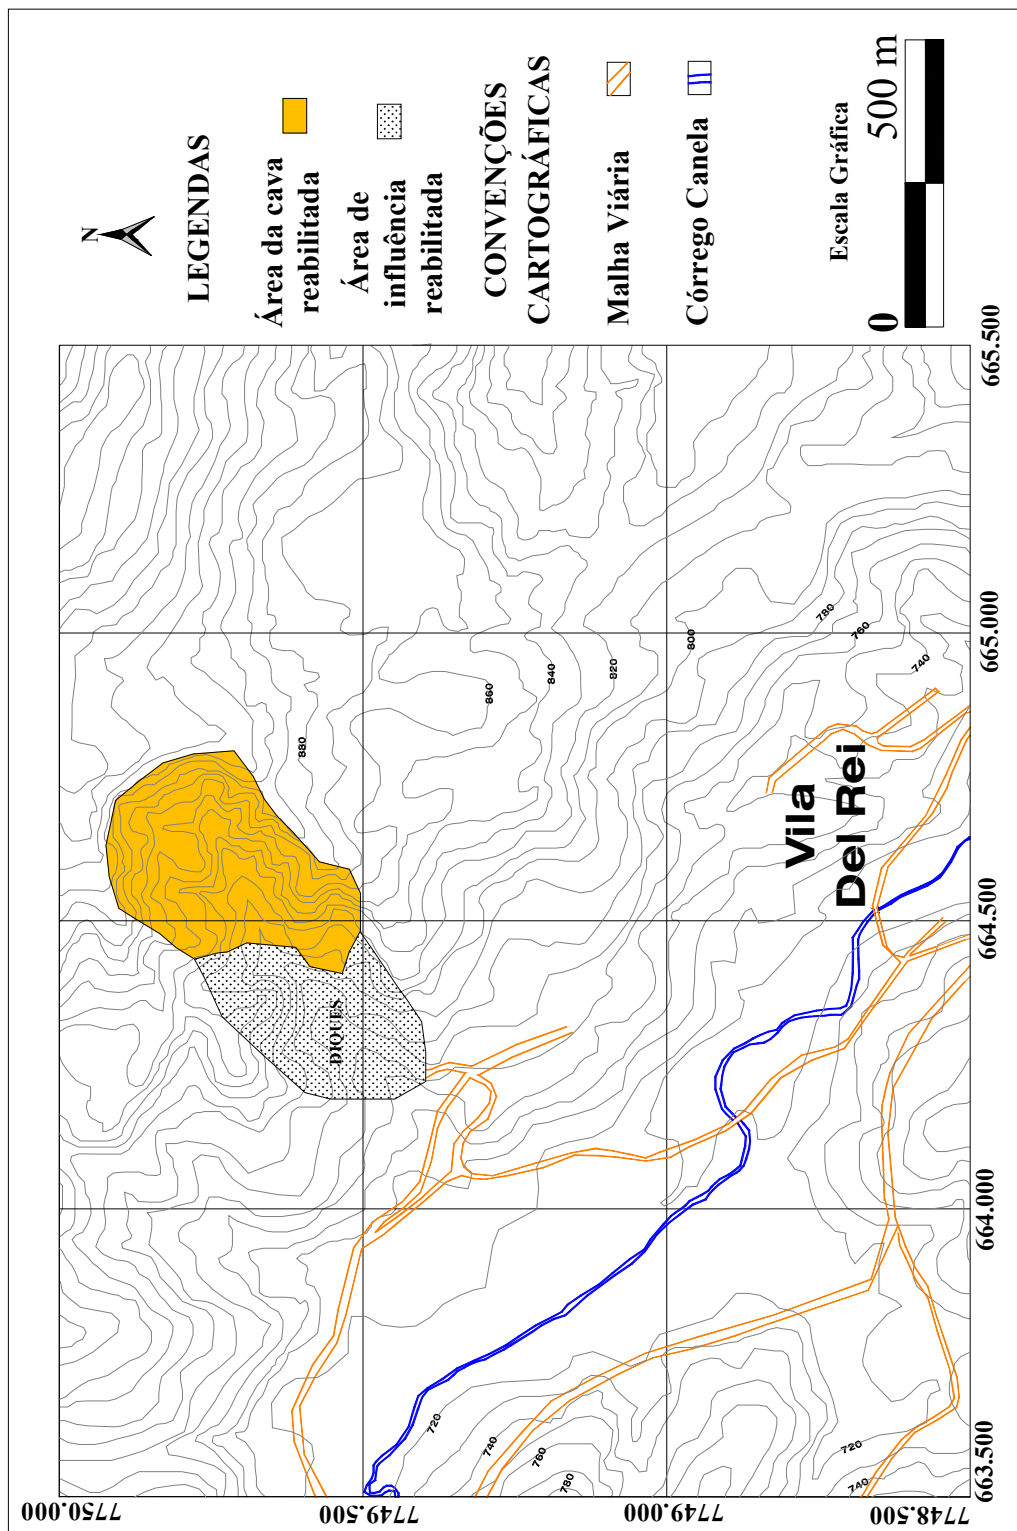 N
LEGENDAS
Área da cava
reabilitada
Área de
influência
reabilitada
CONVENÇÕES
CARTOGRÁFICAS
Malha Viária
Córrego Canela
Escala Gráfica
0
500 m
7750.000
7749.500
7749.000
7748.500
663.500
664.000
664.500
665.000
665.500
DIQUES
Vila
Del Rei
880
860
840
820
800
780
760
740
720
740
760
780
720
740